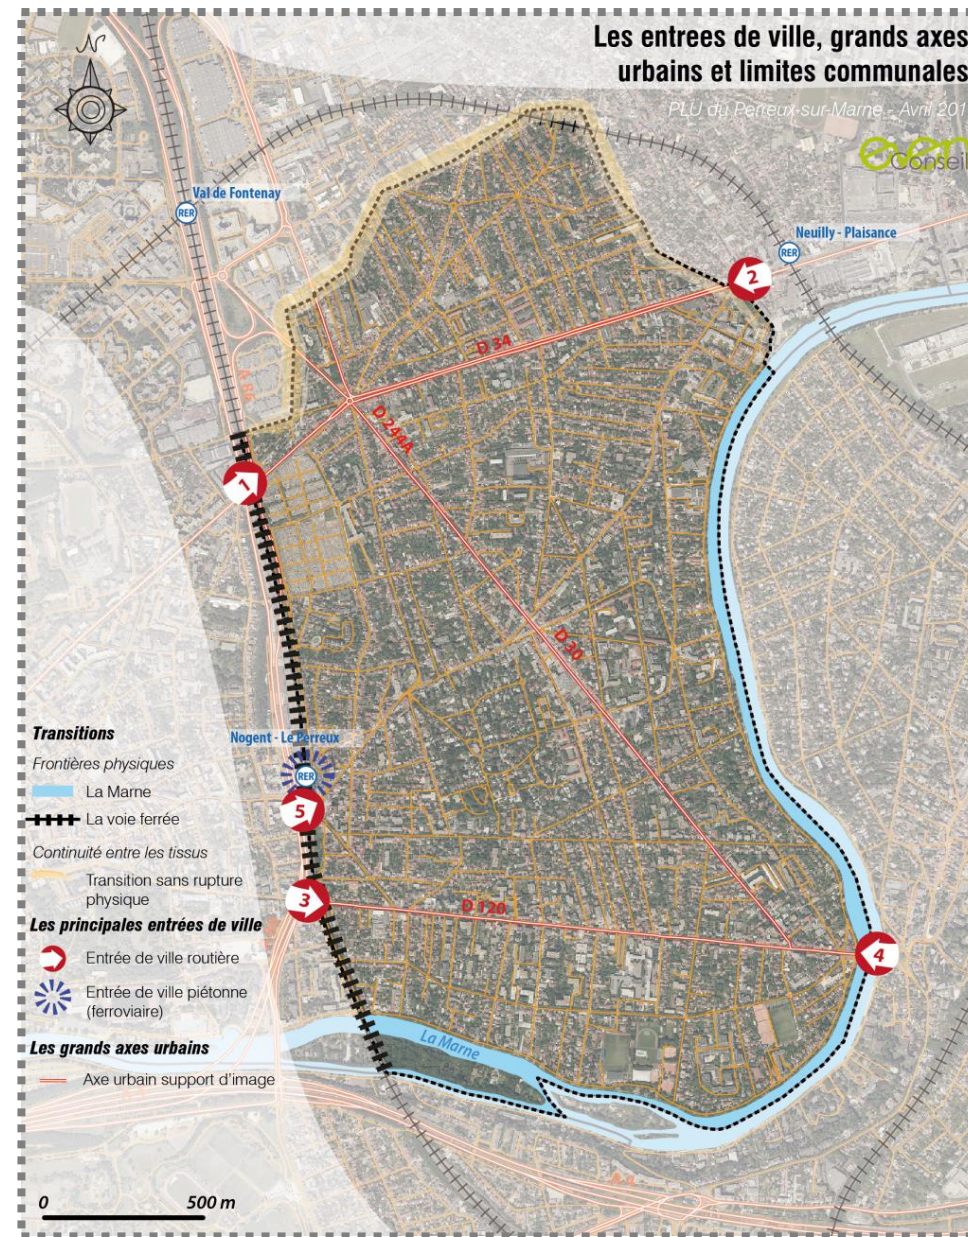 Les entrees de ville, grands axes
urbains et limites communales
PLU du Perreux-sur-Marne - Avril 201
even
Conseil
N
Val de Fontenay
RER
Neuilly - Plaisance
RER
2
D 34
D 244A
1
D 30
Nogent - Le Perreux
RER
5
3
D 120
4
La Marne
Transitions
Frontières physiques
La Marne
La voie ferrée
Continuité entre les tissus
Transition sans rupture
physique
Les principales entrées de ville
Entrée de ville routière
Entrée de ville piétonne
(ferroviaire)
Les grands axes urbains
Axe urbain support d'image
0
500 m